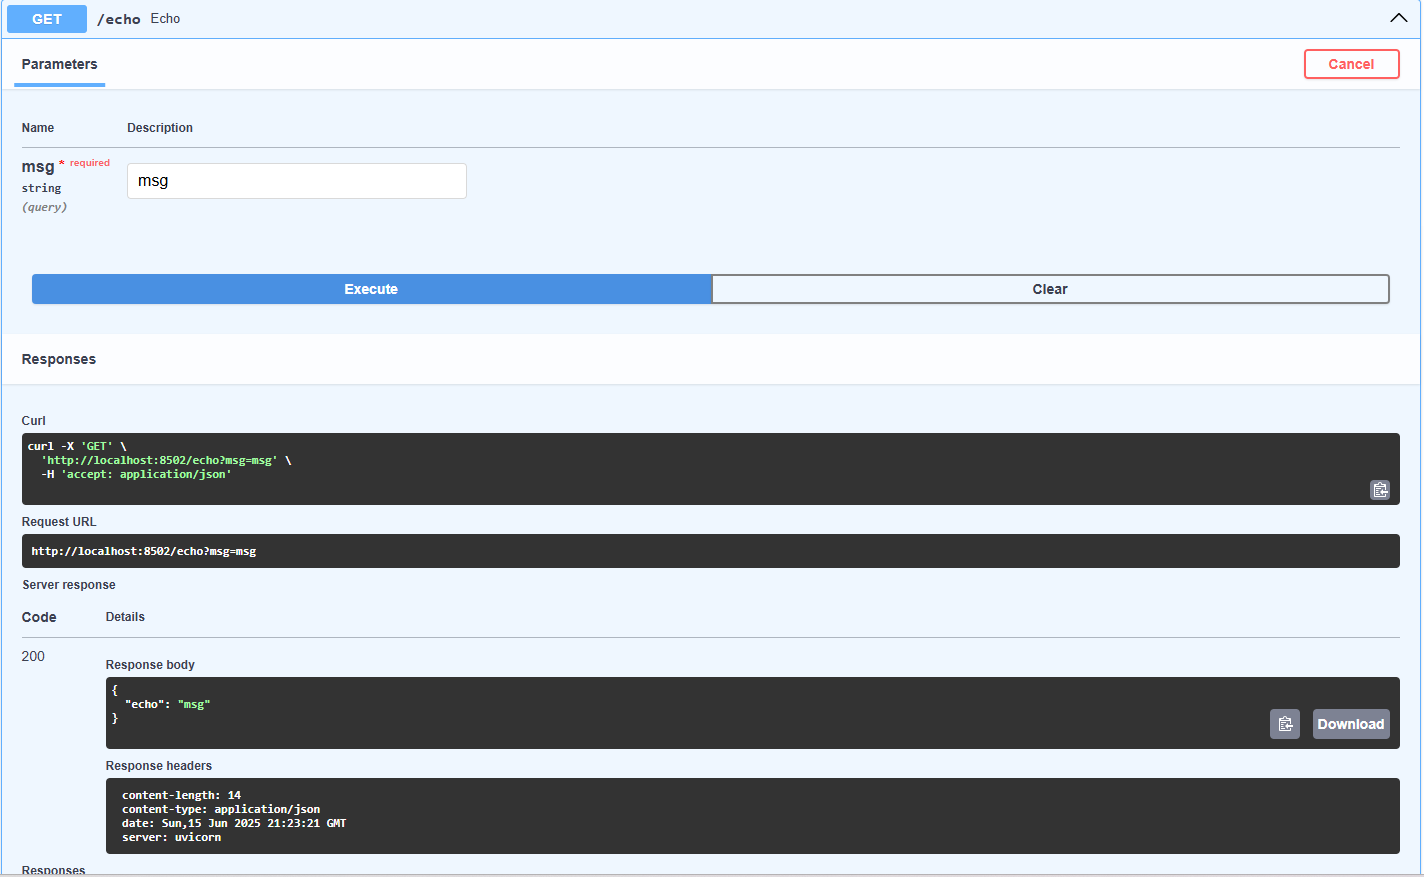 GET /echo Echo
Parameters
Cancel
Name Description
msg * required
string
(query)
msg
Execute Clear
Responses
Curl
curl -X 'GET' \
  'http://localhost:8502/echo?msg=msg' \
  -H 'accept: application/json'
Request URL
http://localhost:8502/echo?msg=msg
Server response
Code Details
200
Response body
{
  "echo": "msg"
}
Download
Response headers
content-length: 14
content-type: application/json
date: Sun,15 Jun 2025 21:23:21 GMT
server: uvicorn
Responses